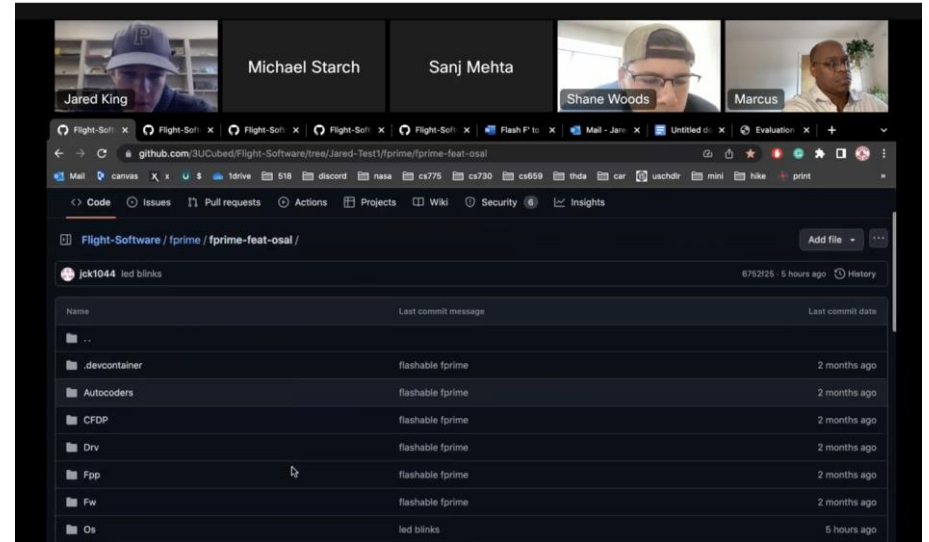 P
Michael Starch
Sanj Mehta
Jared King
Shane Woods
Marcus
Flight-Soft
Flight-Soft
Flight-Soft
Flight-Soft
Flight-Soft
Flash F' to
Mail - Jare
Untitled do
Evaluation
github.com/3UCubed/Flight-Software/tree/Jared-Test1/fprime/fprime-feat-osal
Mail canvas x $ 1drive 518 discord nasa cs775 cs730 cs659 thda car uschdlr mini hike print
Code Issues Pull requests Actions Projects Wiki Security 6 Insights
Flight-Software / fprime / fprime-feat-osal /
Add file
jck1044 led blinks
6752f25 · 5 hours ago History
Name Last commit message Last commit date
..
.devcontainer flashable fprime 2 months ago
Autocoders flashable fprime 2 months ago
CFDP flashable fprime 2 months ago
Drv flashable fprime 2 months ago
Fpp flashable fprime 2 months ago
Fw flashable fprime 2 months ago
Os led blinks 5 hours ago